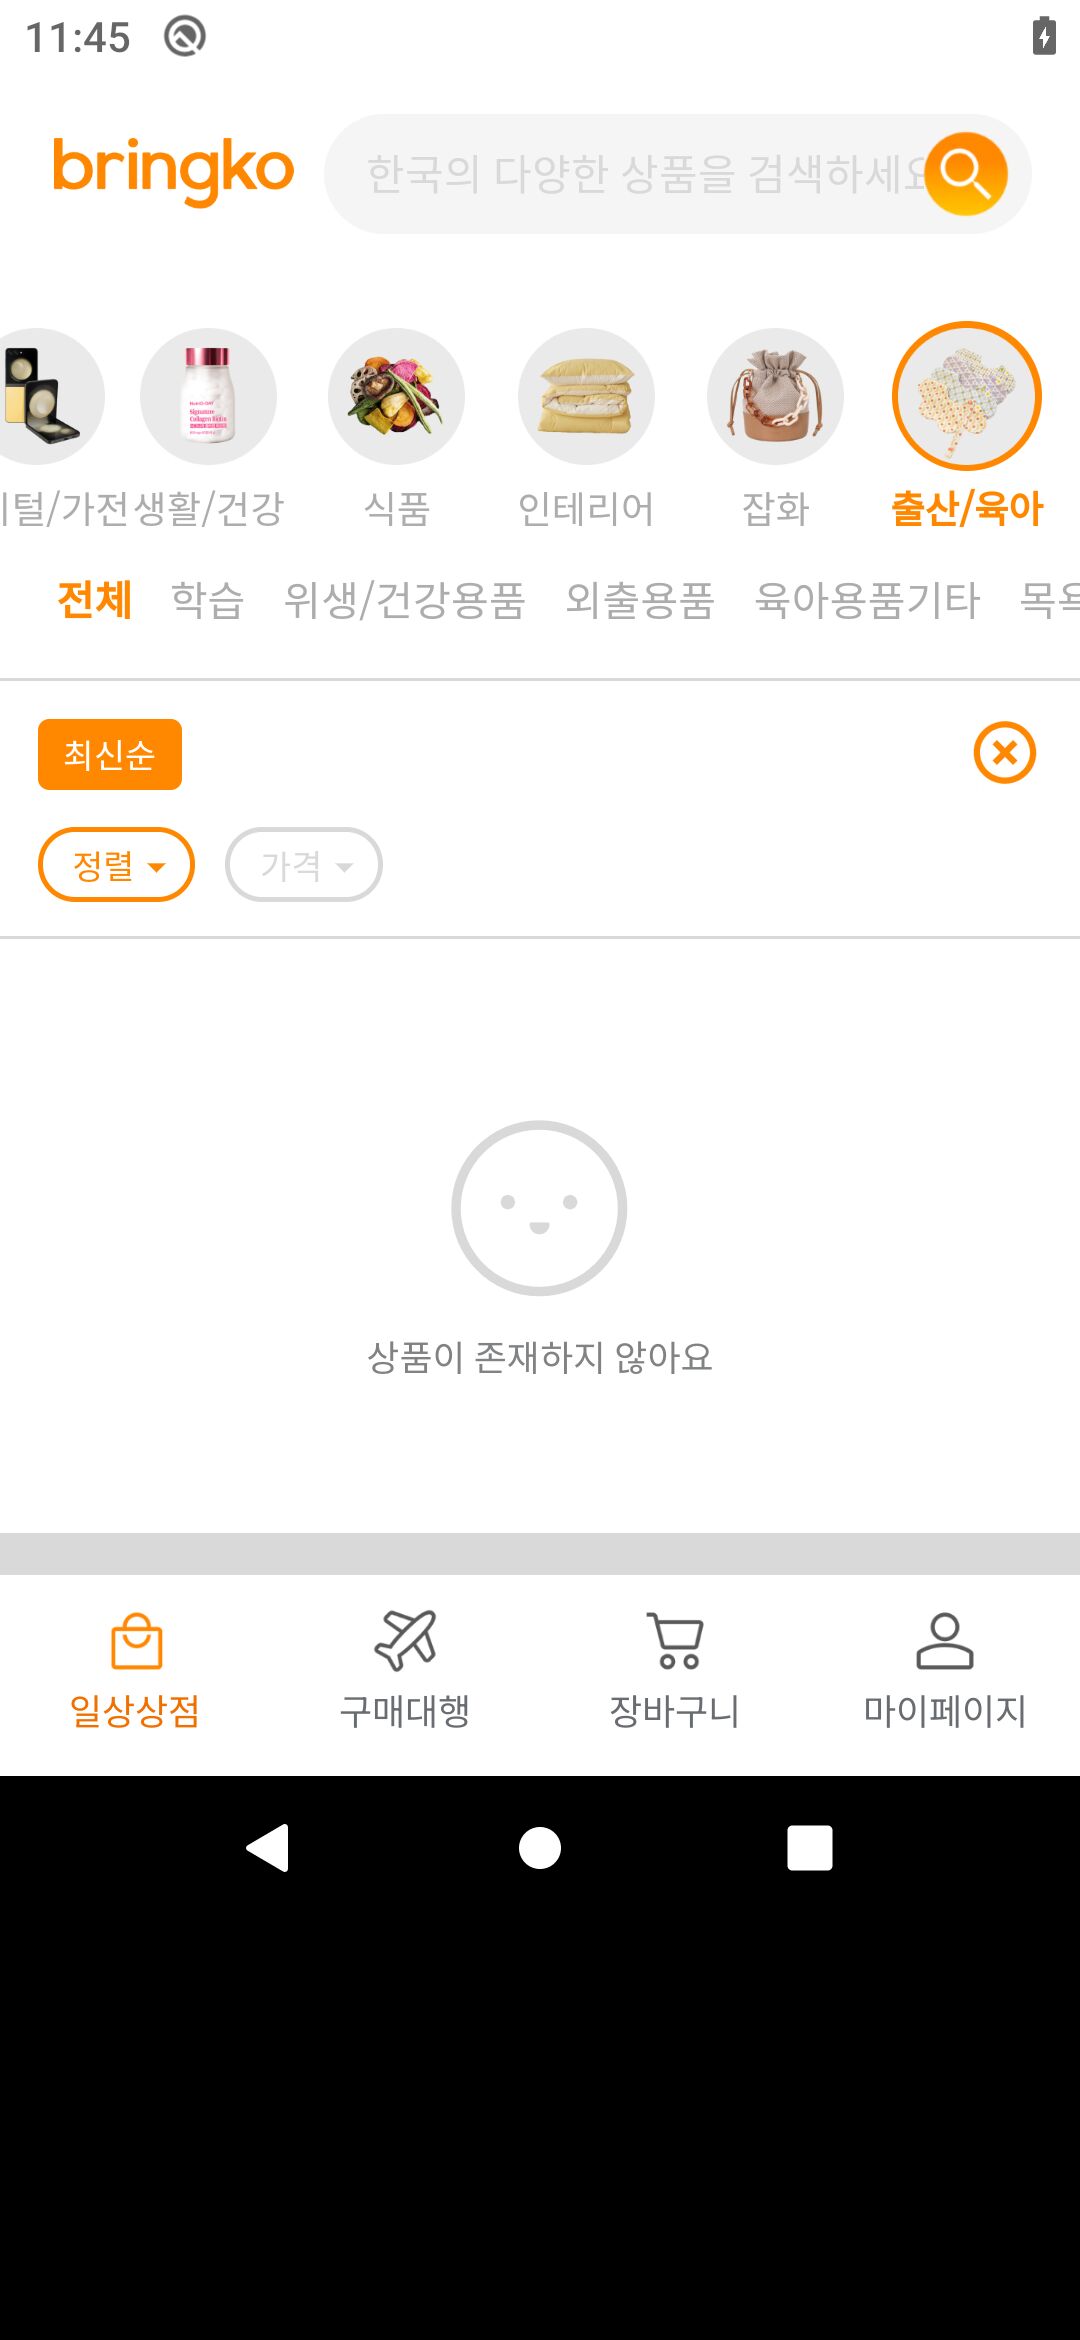 11:45
bringko
한국의 다양한 상품을 검색하세요
털/가전 생활/건강 식품 인테리어 잡화 출산/육아
전체 학습 위생/건강용품 외출용품 육아용품기타 목욕
최신순
정렬 가격
상품이 존재하지 않아요
일상상점 구매대행 장바구니 마이페이지